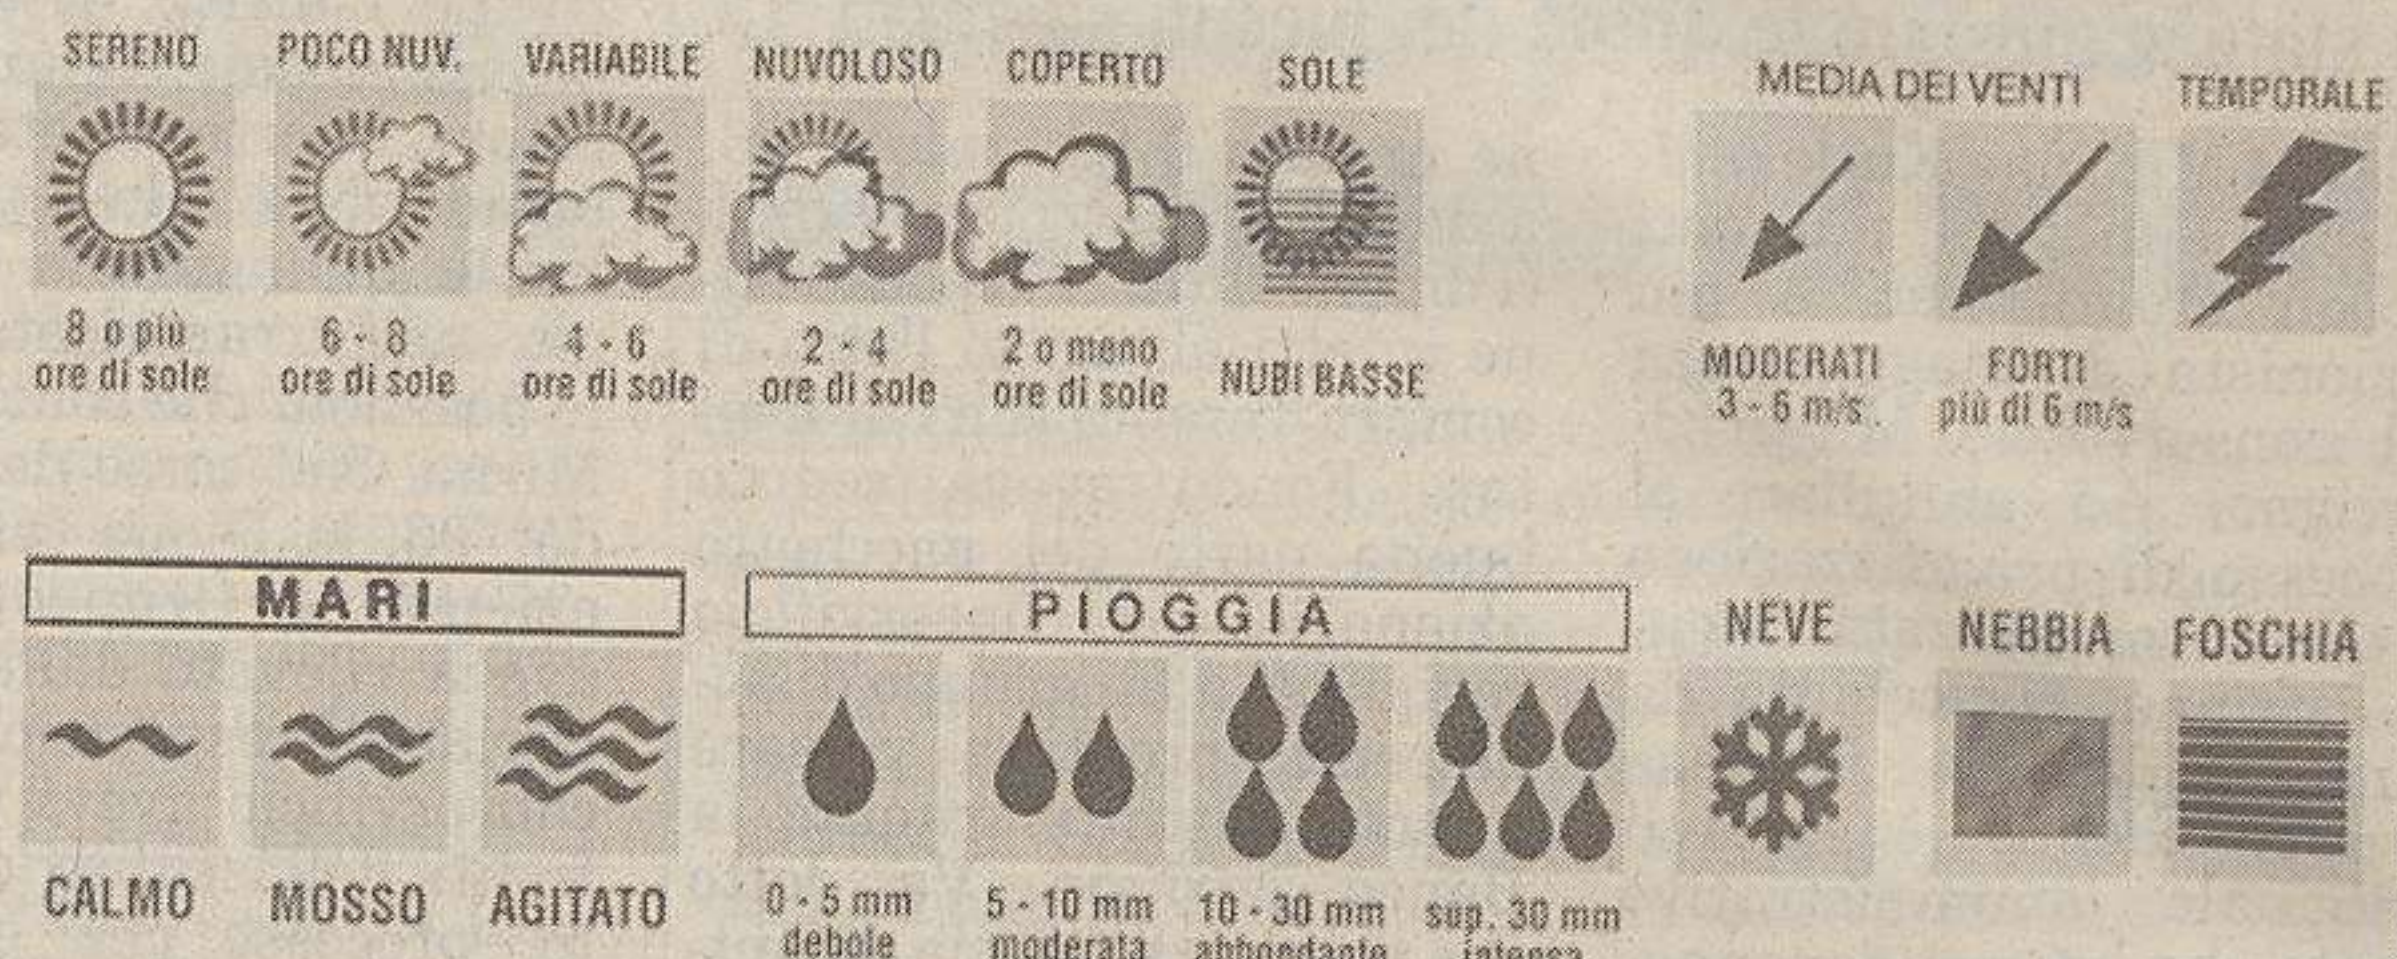 SERENO
POCO NUV.
VARIABILE
NUVOLOSO
COPERTO
SOLE
MEDIA DEI VENTI
TEMPORALE
8 o più
ore di sole
6 - 8
ore di sole
4 - 6
ore di sole
2 - 4
ore di sole
2 o meno
ore di sole
NUBI BASSE
MODERATI
3 - 6 m/s
FORTI
più di 6 m/s
MARI
PIOGGIA
NEVE
NEBBIA
FOSCHIA
CALMO
MOSSO
AGITATO
0 - 5 mm
debole
5 - 10 mm
moderata
10 - 30 mm
abbondante
sup. 30 mm
intensa